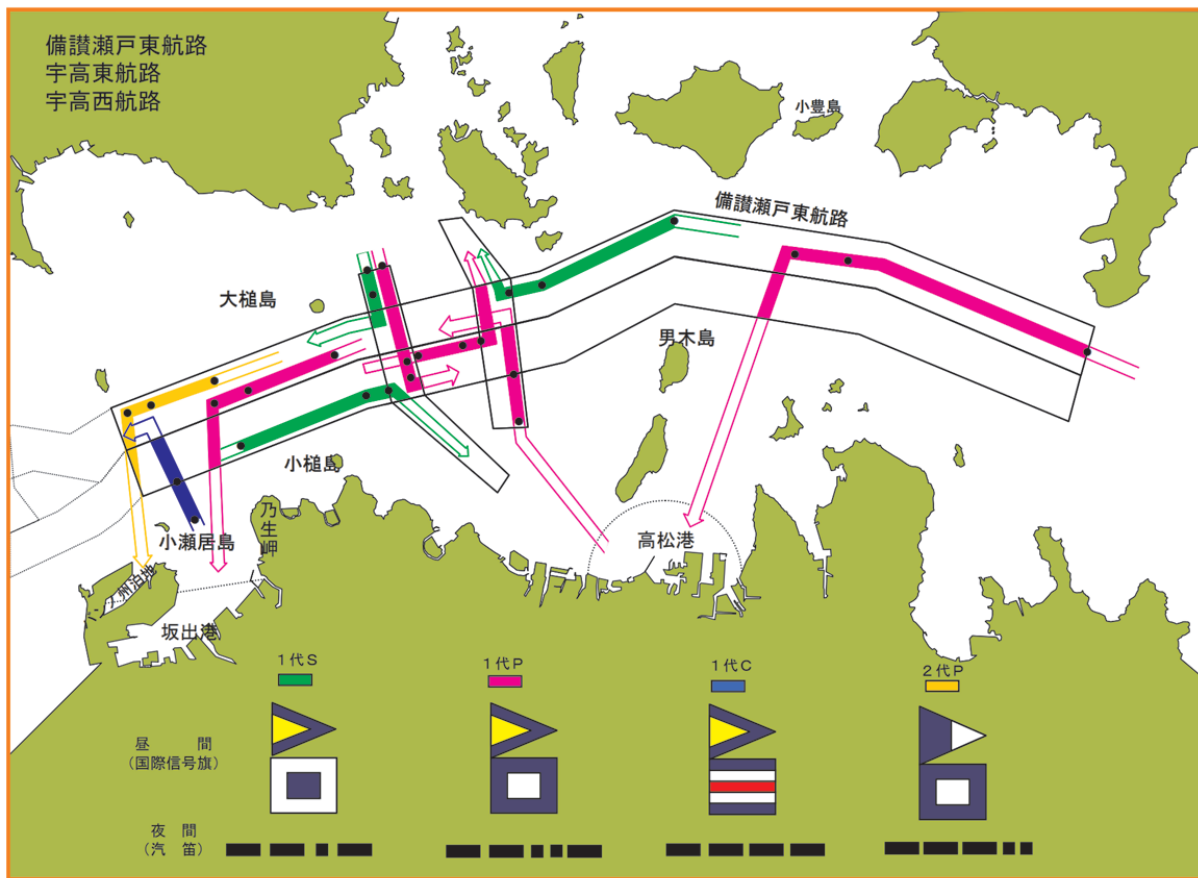 備讃瀬戸東航路
宇高東航路
宇高西航路
小豊島
備讃瀬戸東航路
大槌島
男木島
小槌島
乃生岬
小瀬居島
高松港
坂出港
1代S
1代P
1代C
2代P
昼 間
(国際信号旗)
夜 間
(汽 笛)